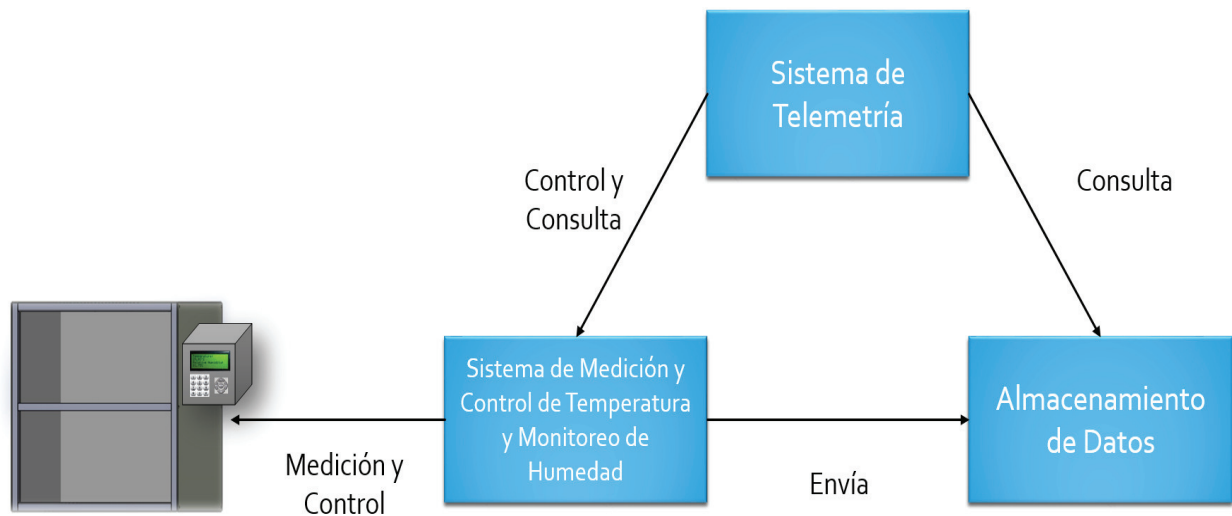 Sistema de
Telemetría
Control y
Consulta
Consulta
Sistema de Medición y
Control de Temperatura
y Monitoreo de
Humedad
Almacenamiento
de Datos
Medición y
Control
Envía